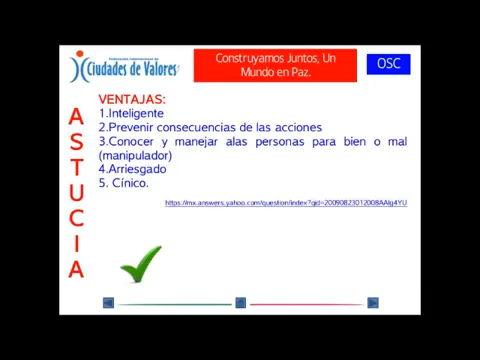 Ciudades de Valores
Construyamos Juntos, Un
Mundo en Paz.
OSC
ASTUCIA
VENTAJAS:
1.Inteligente
2.Prevenir consecuencias de las acciones
3.Conocer y manejar alas personas para bien o mal
(manipulador)
4.Arriesgado
5. Cínico.
https://mx.answers.yahoo.com/question/index?qid=20090823012008AAlg4YU